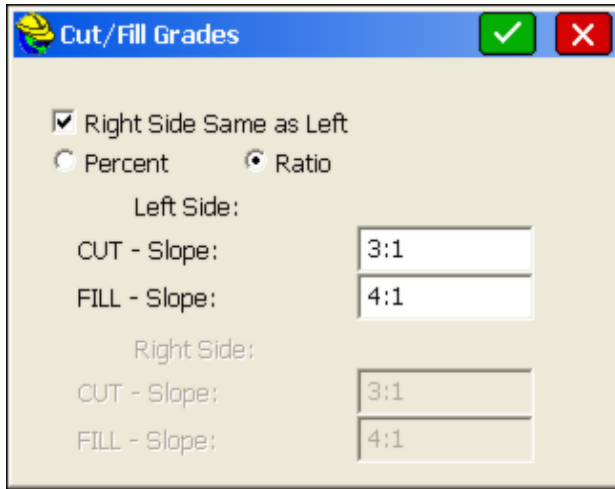 Cut/Fill Grades
Right Side Same as Left
Percent Ratio
Left Side:
CUT - Slope: 3:1
FILL - Slope: 4:1
Right Side:
CUT - Slope: 3:1
FILL - Slope: 4:1